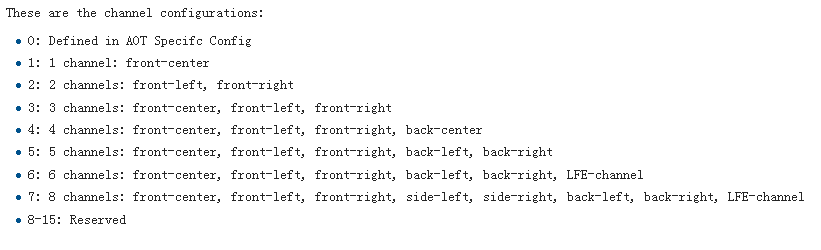 These are the channel configurations:
• 0: Defined in AOT Specifc Config
• 1: 1 channel: front-center
• 2: 2 channels: front-left, front-right
• 3: 3 channels: front-center, front-left, front-right
• 4: 4 channels: front-center, front-left, front-right, back-center
• 5: 5 channels: front-center, front-left, front-right, back-left, back-right
• 6: 6 channels: front-center, front-left, front-right, back-left, back-right, LFE-channel
• 7: 8 channels: front-center, front-left, front-right, side-left, side-right, back-left, back-right, LFE-channel
• 8-15: Reserved